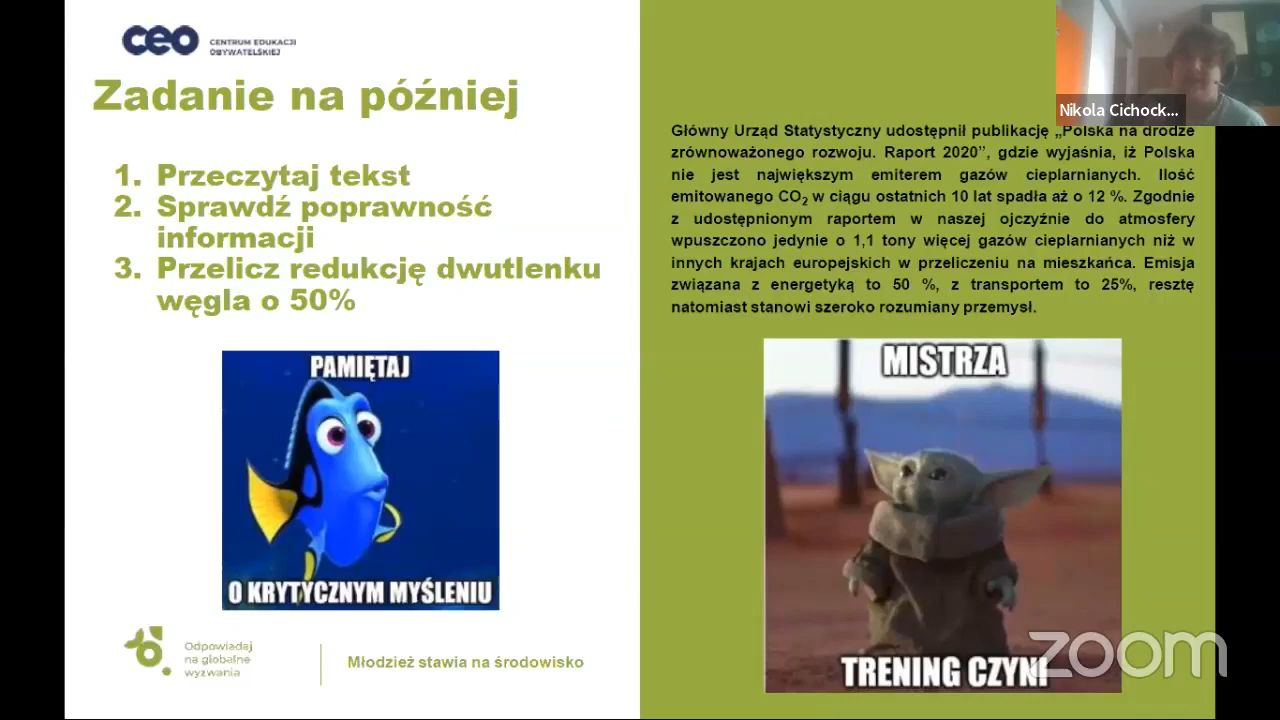 ceo CENTRUM EDUKACJI
OBYWATELSKIEJ
Zadanie na później
1. Przeczytaj tekst
2. Sprawdź poprawność
informacji
3. Przelicz redukcję dwutlenku
węgla o 50%
PAMIĘTAJ
O KRYTYCZNYM MYŚLENIU
Odpowiadaj
na globalne
wyzwania
Młodzież stawia na środowisko
Nikola Cichock...
Główny Urząd Statystyczny udostępnił publikację „Polska na drodze
zrównoważonego rozwoju. Raport 2020”, gdzie wyjaśnia, iż Polska
nie jest największym emiterem gazów cieplarnianych. Ilość
emitowanego CO₂ w ciągu ostatnich 10 lat spadła aż o 12 %. Zgodnie
z udostępnionym raportem w naszej ojczyźnie do atmosfery
wpuszczono jedynie o 1,1 tony więcej gazów cieplarnianych niż w
innych krajach europejskich w przeliczeniu na mieszkańca. Emisja
związana z energetyką to 50 %, z transportem to 25%, resztę
natomiast stanowi szeroko rozumiany przemysł.
MISTRZA
TRENING CZYNI
zoom